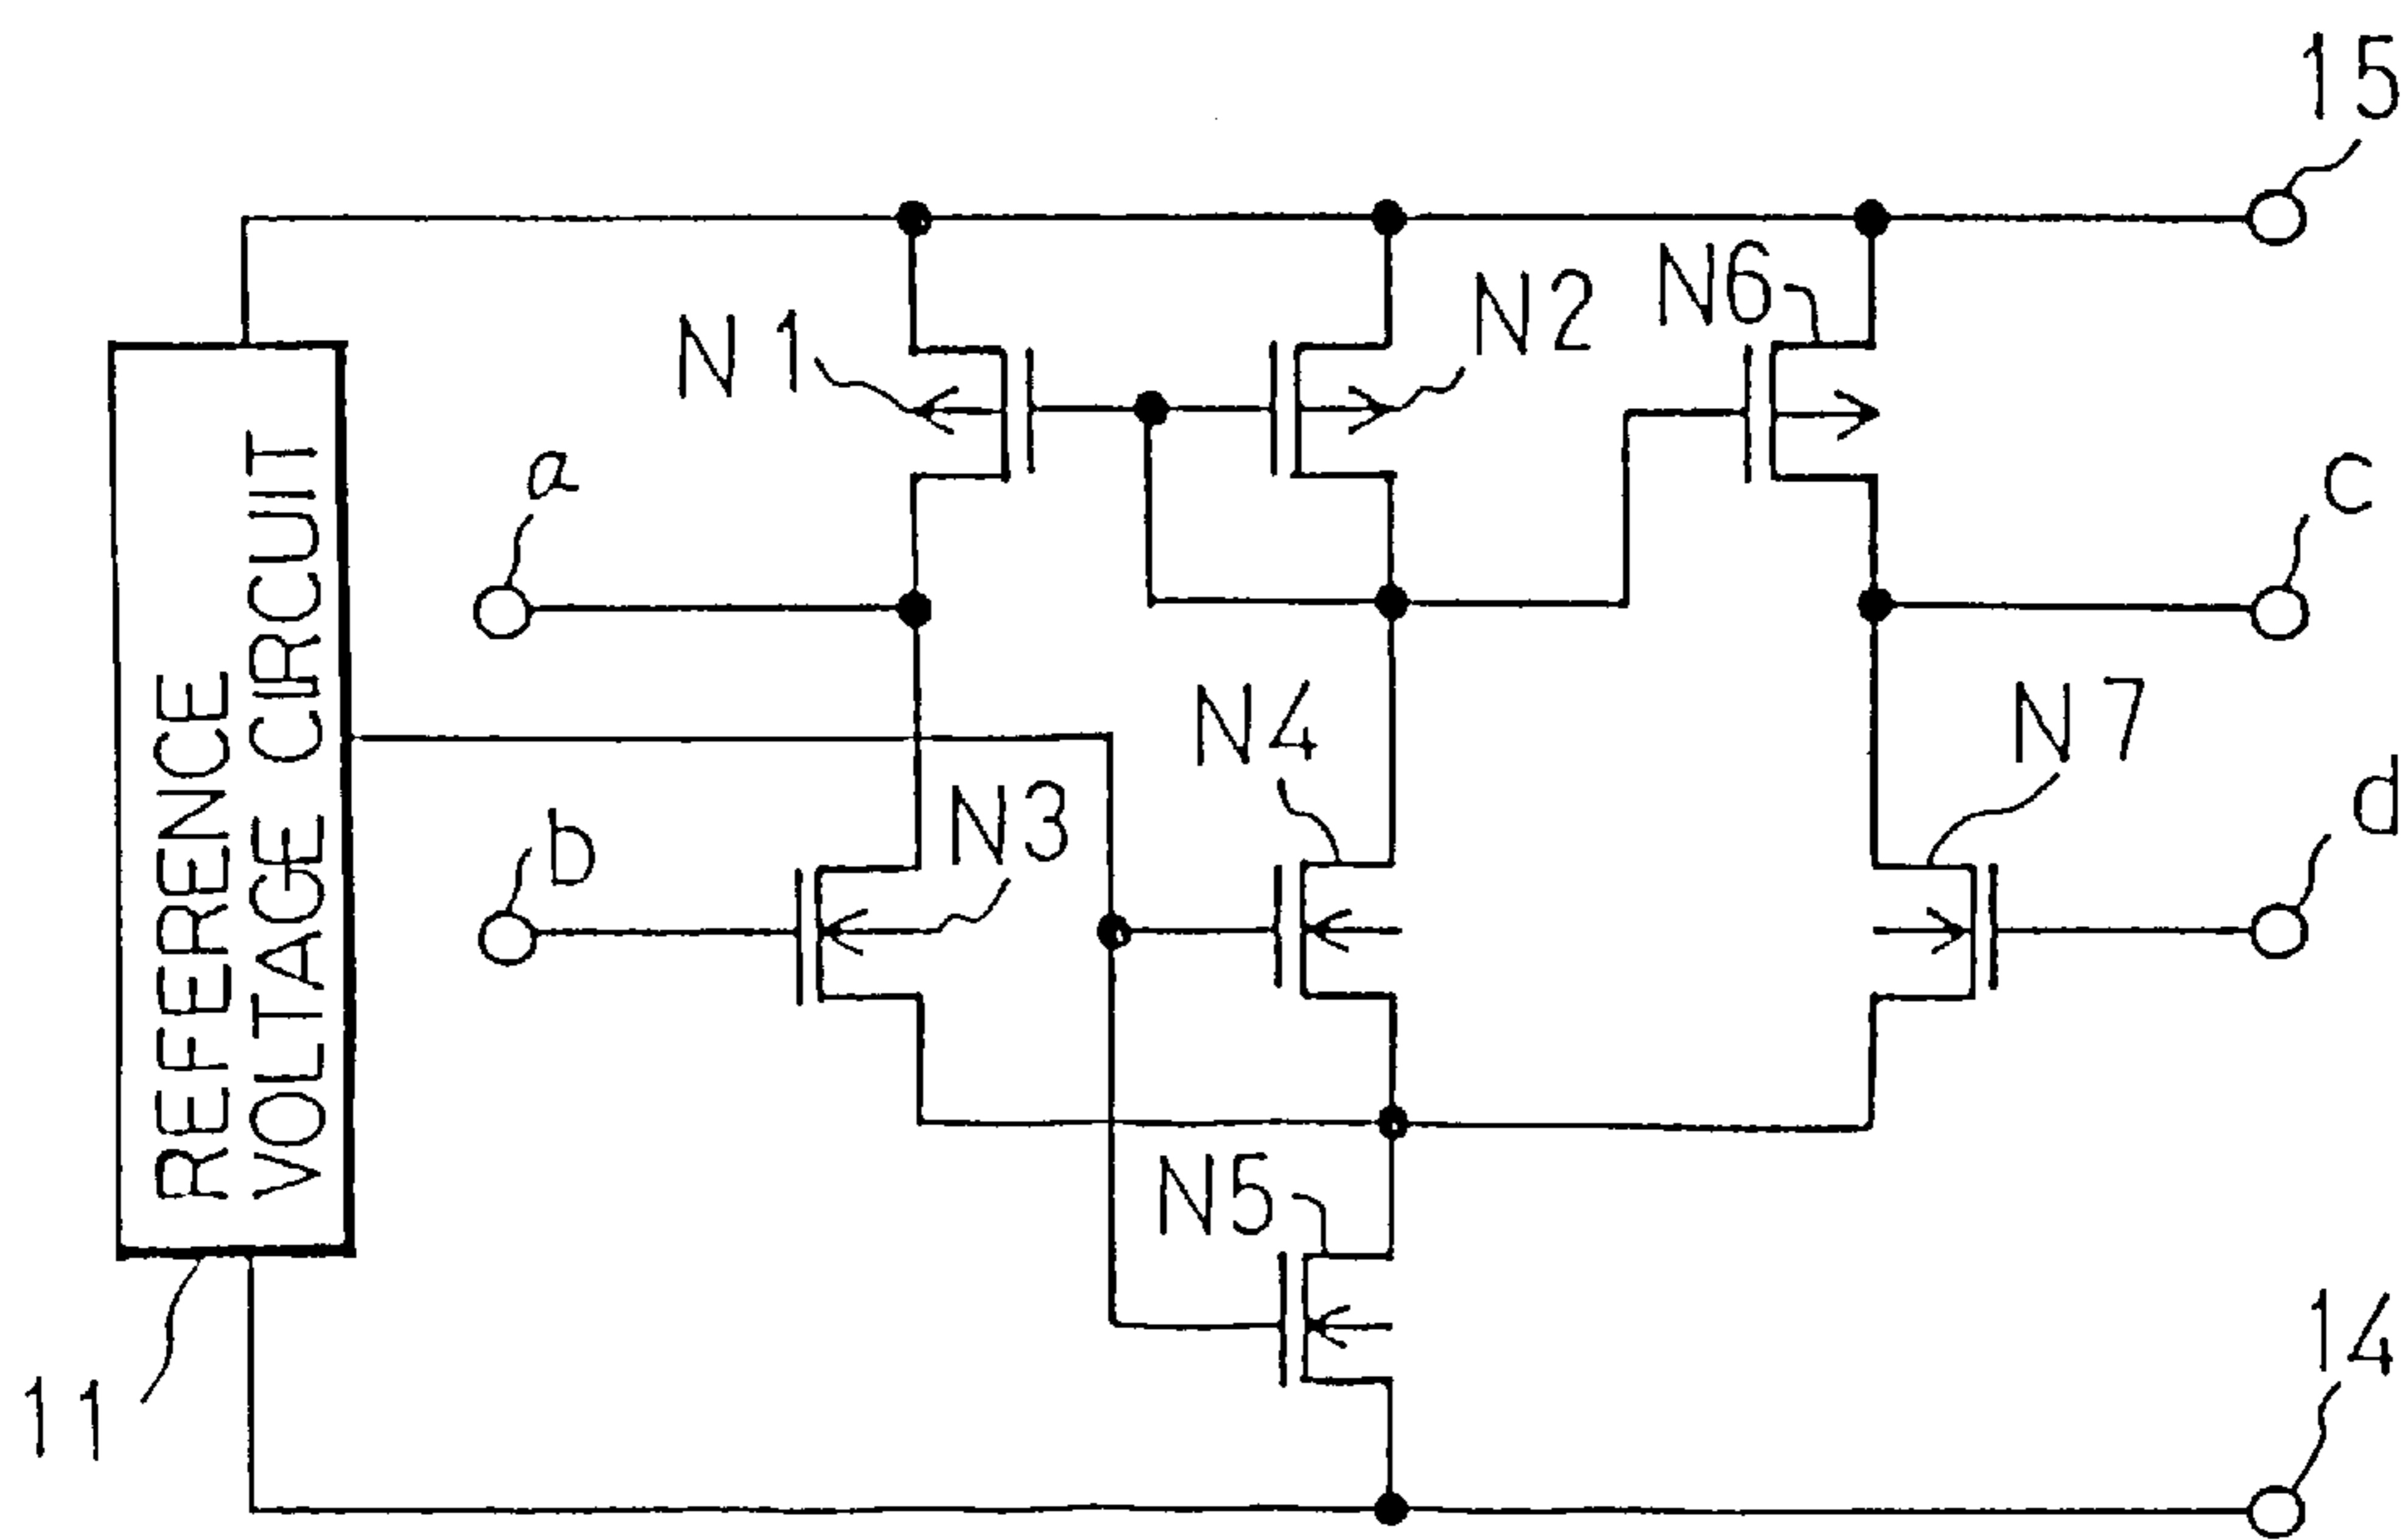 15
N1
N2
N6
a
c
REFERENCE
VOLTAGE CIRCUIT
b
N3
N4
N7
d
N5
11
14